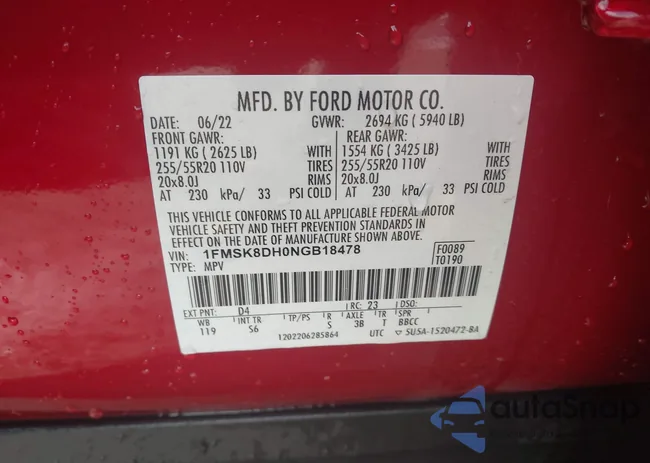 MFD. BY FORD MOTOR CO.
DATE: 06/22 GVWR: 2694 KG ( 5940 LB)
FRONT GAWR: REAR GAWR:
1191 KG ( 2625 LB) WITH 1554 KG ( 3425 LB) WITH
255/55R20 110V TIRES 255/55R20 110V TIRES
20x8.0J RIMS 20x8.0J RIMS
AT 230 kPa/ 33 PSI COLD AT 230 kPa/ 33 PSI COLD
THIS VEHICLE CONFORMS TO ALL APPLICABLE FEDERAL MOTOR
VEHICLE SAFETY AND THEFT PREVENTION STANDARDS IN
EFFECT ON THE DATE OF MANUFACTURE SHOWN ABOVE.
VIN: 1FMSK8DH0NGB18478 F0089
TYPE: MPV T0190
EXT PNT: D4 RC: 23 DSO:
WB INT TR TP/PS R AXLE TR SPR
119 S6 S 3B T BBCC
1202206285864 UTC ▽ SU5A-1520472-BA
autoSnap